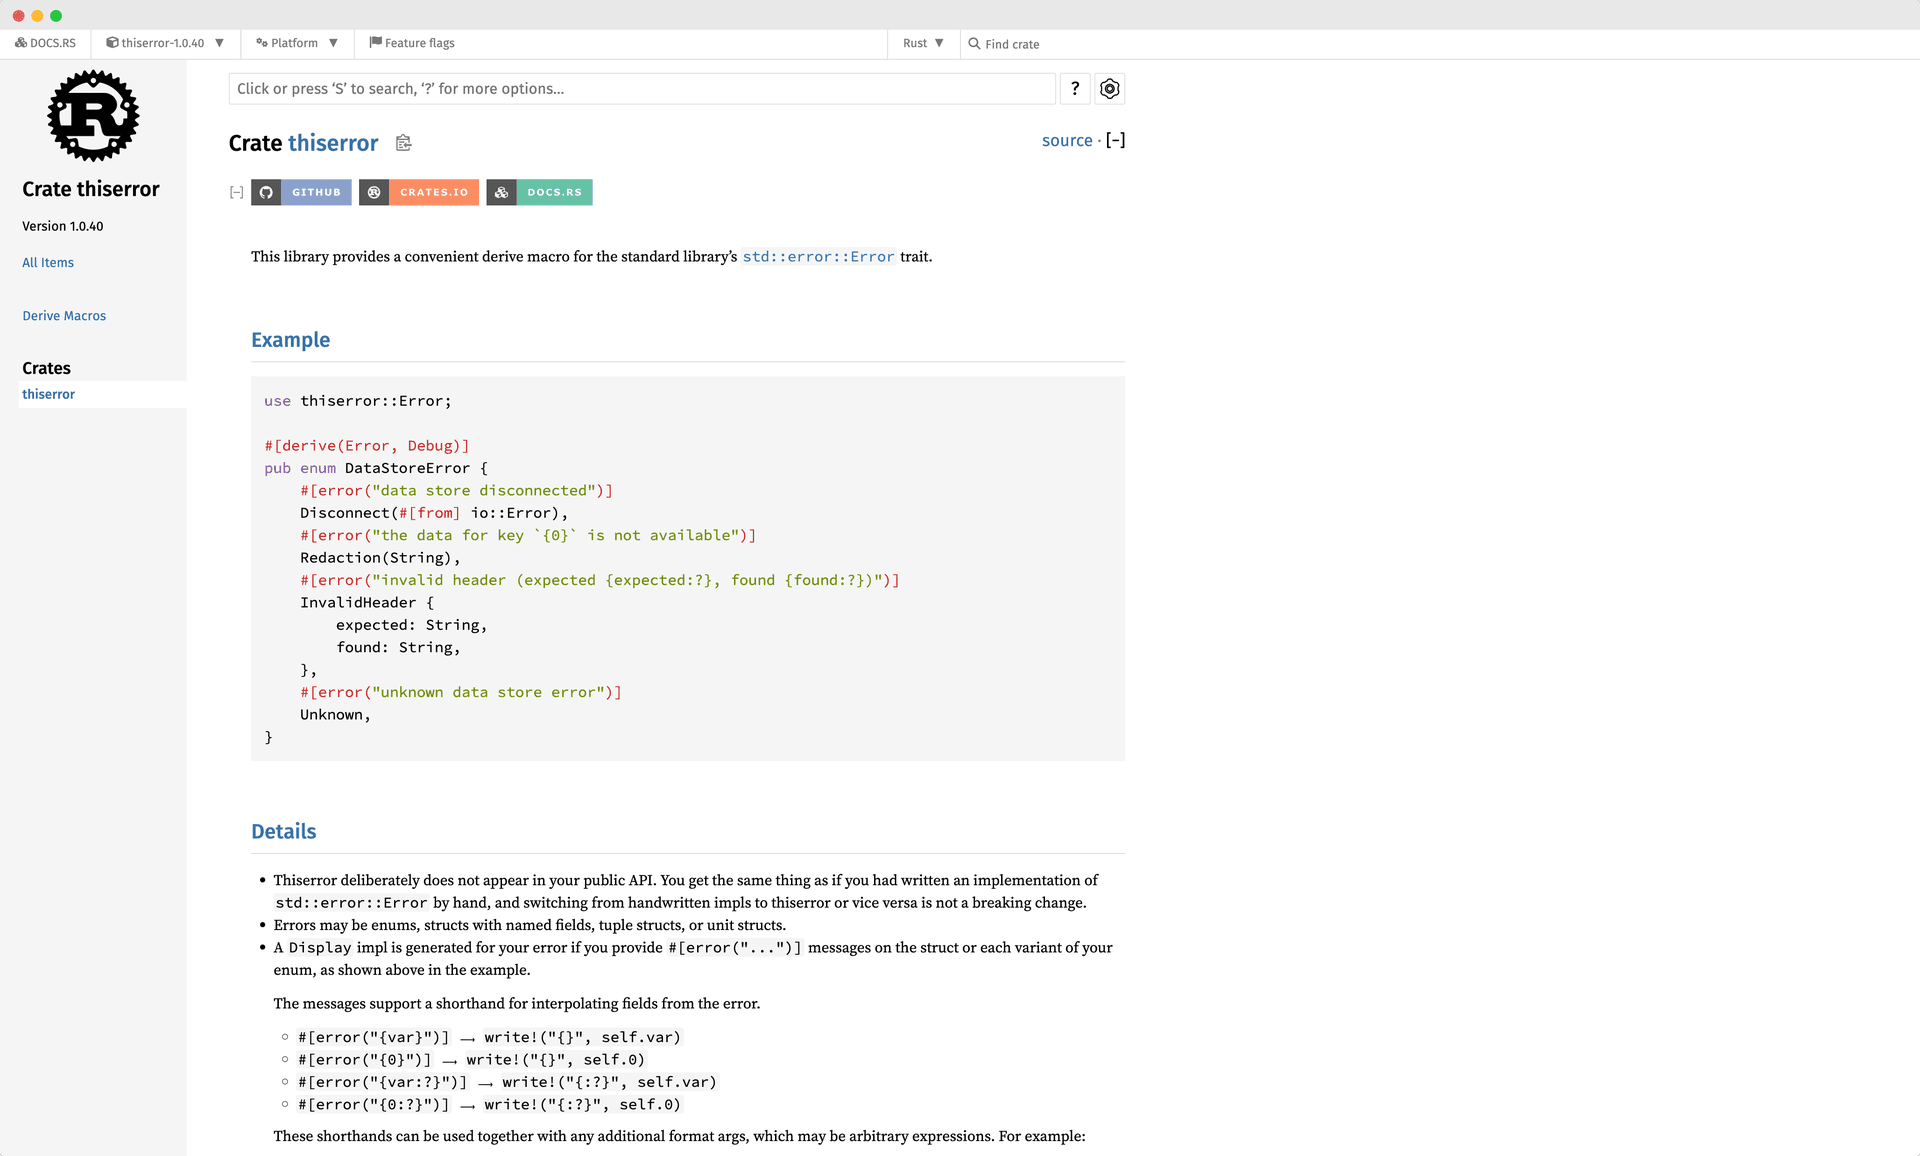 DOCS.RS thiserror-1.0.40 ▼ Platform ▼ Feature flags Rust ▼ Find crate
Crate thiserror
Version 1.0.40
All Items
Derive Macros
Crates
thiserror
Click or press ‘S’ to search, ‘?’ for more options… ?
Crate thiserror source · [−]
[−] GITHUB CRATES.IO DOCS.RS
This library provides a convenient derive macro for the standard library’s std::error::Error trait.
Example
use thiserror::Error;
#[derive(Error, Debug)]
pub enum DataStoreError {
    #[error("data store disconnected")]
    Disconnect(#[from] io::Error),
    #[error("the data for key `{0}` is not available")]
    Redaction(String),
    #[error("invalid header (expected {expected:?}, found {found:?})")]
    InvalidHeader {
        expected: String,
        found: String,
    },
    #[error("unknown data store error")]
    Unknown,
}
Details
• Thiserror deliberately does not appear in your public API. You get the same thing as if you had written an implementation of
std::error::Error by hand, and switching from handwritten impls to thiserror or vice versa is not a breaking change.
• Errors may be enums, structs with named fields, tuple structs, or unit structs.
• A Display impl is generated for your error if you provide #[error("...")] messages on the struct or each variant of your
enum, as shown above in the example.
The messages support a shorthand for interpolating fields from the error.
◦ #[error("{var}")] ⟶ write!("{}", self.var)
◦ #[error("{0}")] ⟶ write!("{}", self.0)
◦ #[error("{var:?}")] ⟶ write!("{:?}", self.var)
◦ #[error("{0:?}")] ⟶ write!("{:?}", self.0)
These shorthands can be used together with any additional format args, which may be arbitrary expressions. For example: